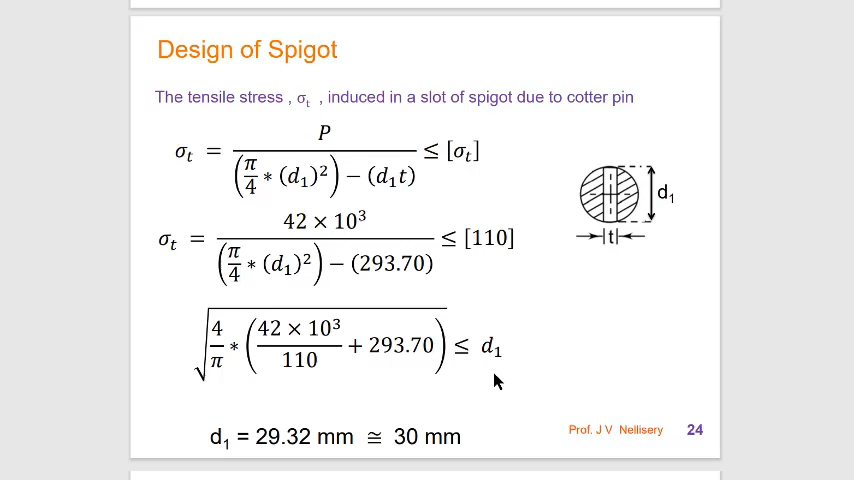 Design of Spigot
The tensile stress , σt , induced in a slot of spigot due to cotter pin
σt = P / ((π/4 * (d1)²) − (d1t)) ≤ [σt]
d1
t
σt = 42 × 10³ / ((π/4 * (d1)²) − (293.70)) ≤ [110]
√(4/π * (42 × 10³/110 + 293.70)) ≤ d1
d1 = 29.32 mm ≅ 30 mm
Prof. J V Nellisery 24